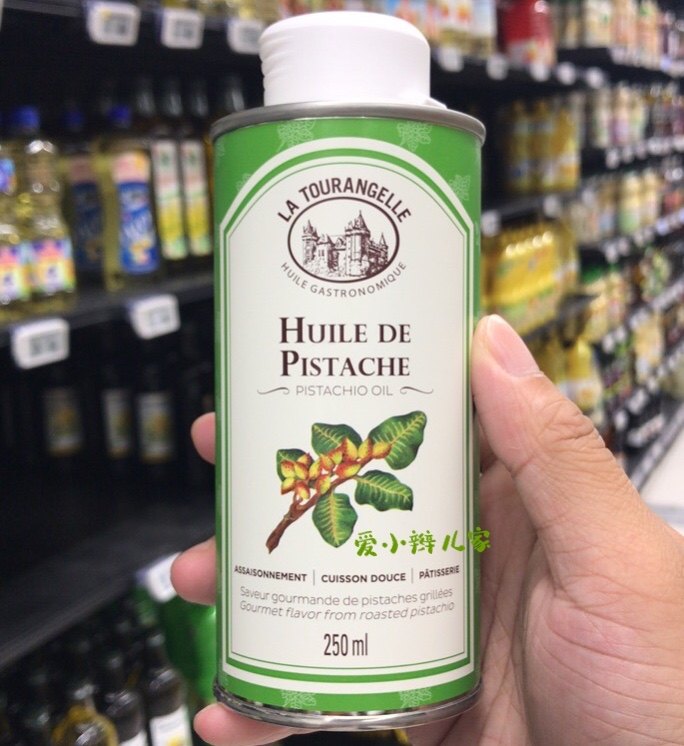 LA TOURANGELLE
HUILE GASTRONOMIQUE
HUILE DE
PISTACHE
PISTACHIO OIL
爱小辫儿家
ASSAISONNEMENT | CUISSON DOUCE | PÂTISSERIE
Saveur gourmande de pistaches grillées
Gourmet flavor from roasted pistachio
250 ml